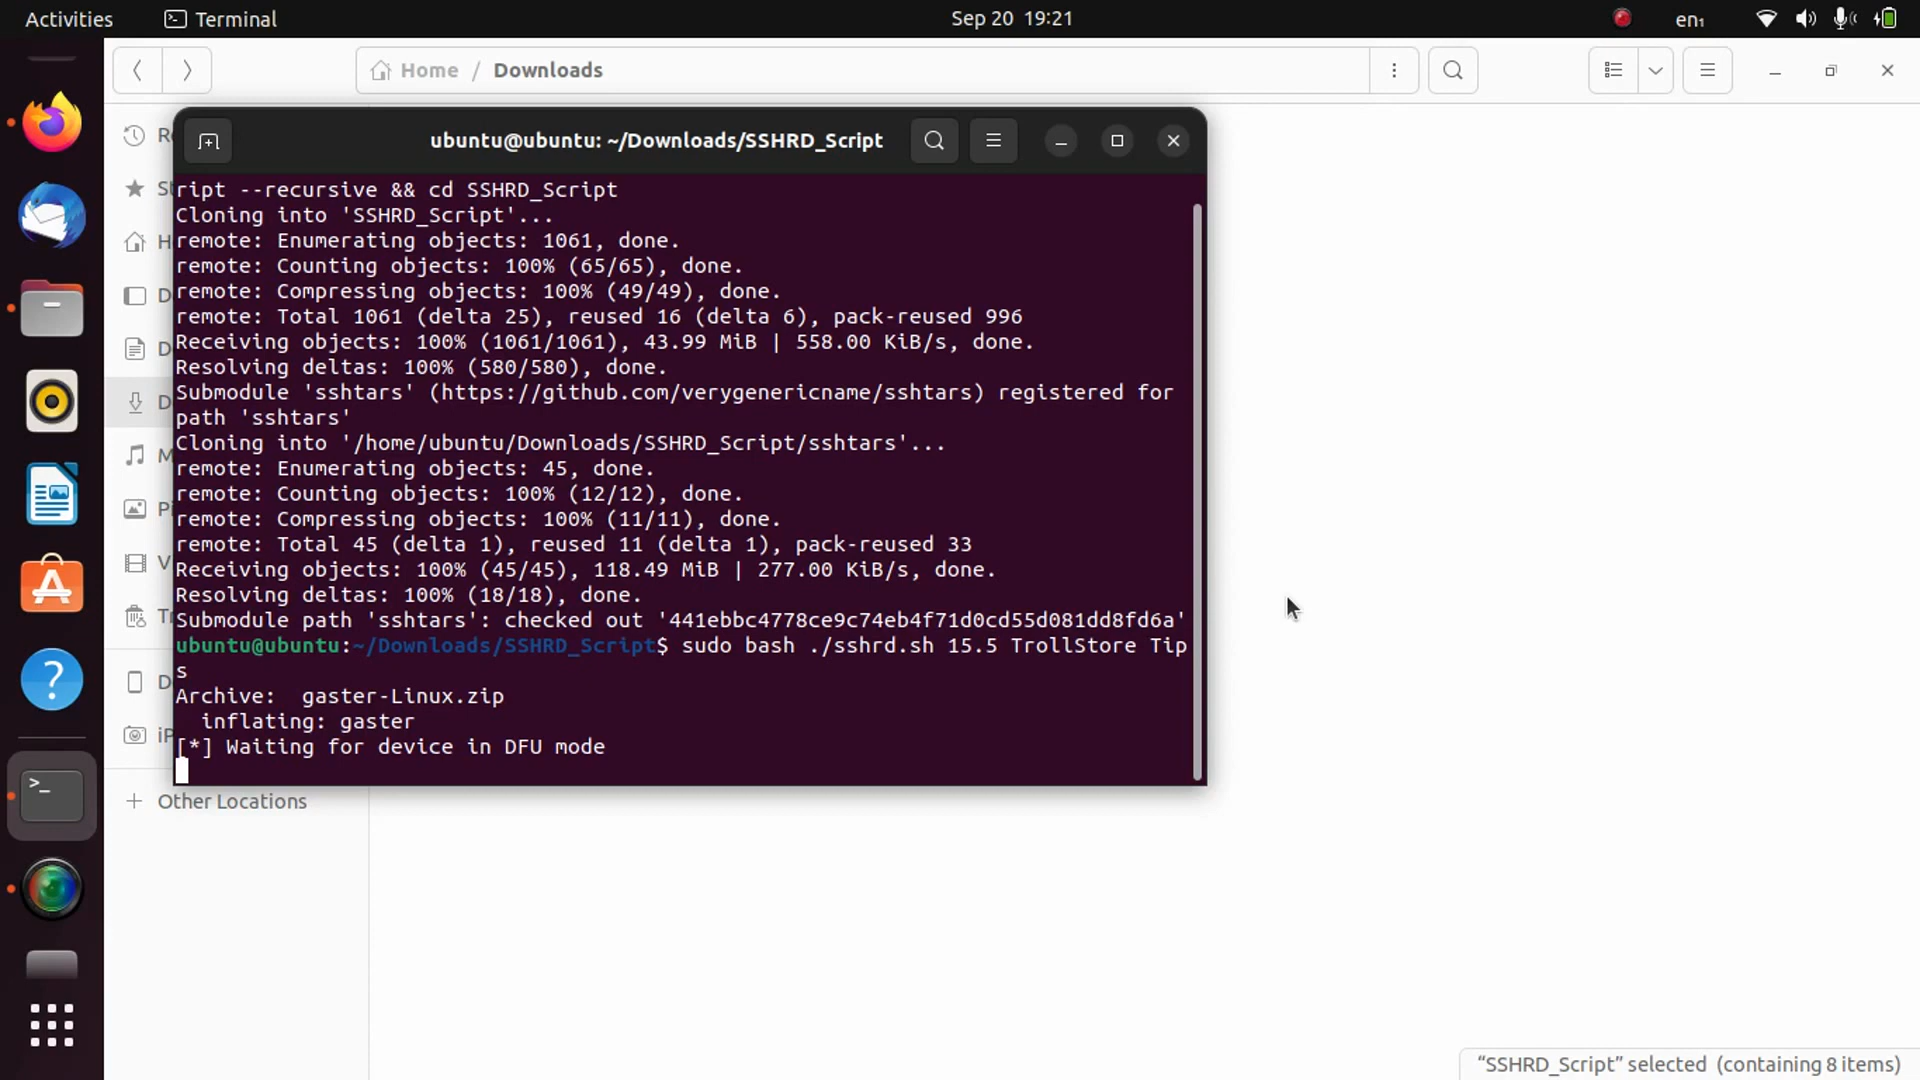 Activities
Terminal
Sep 20 19:21
en₁
Home / Downloads
ubuntu@ubuntu: ~/Downloads/SSHRD_Script
ript --recursive && cd SSHRD_Script
Cloning into 'SSHRD_Script'...
remote: Enumerating objects: 1061, done.
remote: Counting objects: 100% (65/65), done.
remote: Compressing objects: 100% (49/49), done.
remote: Total 1061 (delta 25), reused 16 (delta 6), pack-reused 996
Receiving objects: 100% (1061/1061), 43.99 MiB | 558.00 KiB/s, done.
Resolving deltas: 100% (580/580), done.
Submodule 'sshtars' (https://github.com/verygenericname/sshtars) registered for
path 'sshtars'
Cloning into '/home/ubuntu/Downloads/SSHRD_Script/sshtars'...
remote: Enumerating objects: 45, done.
remote: Counting objects: 100% (12/12), done.
remote: Compressing objects: 100% (11/11), done.
remote: Total 45 (delta 1), reused 11 (delta 1), pack-reused 33
Receiving objects: 100% (45/45), 118.49 MiB | 277.00 KiB/s, done.
Resolving deltas: 100% (18/18), done.
Submodule path 'sshtars': checked out '441ebbc4778ce9c74eb4f71d0cd55d081dd8fd6a'
ubuntu@ubuntu:~/Downloads/SSHRD_Script$ sudo bash ./sshrd.sh 15.5 TrollStore Tip
s
Archive:  gaster-Linux.zip
  inflating: gaster
[*] Waiting for device in DFU mode
Other Locations
“SSHRD_Script” selected (containing 8 items)